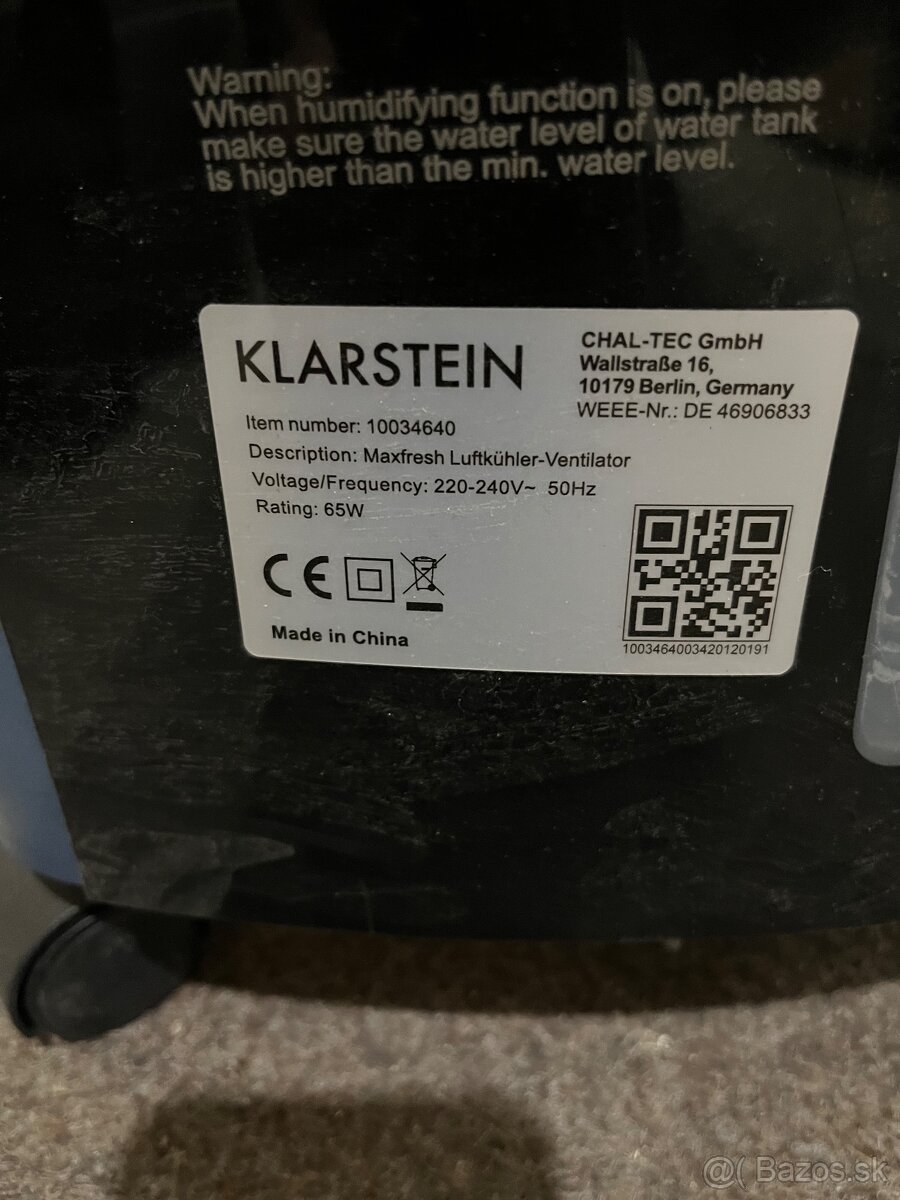 Warning:
When humidifying function is on, please
make sure the water level of water tank
is higher than the min. water level.
KLARSTEIN
CHAL-TEC GmbH
Wallstraße 16,
10179 Berlin, Germany
WEEE-Nr.: DE 46906833
Item number: 10034640
Description: Maxfresh Luftkühler-Ventilator
Voltage/Frequency: 220-240V~ 50Hz
Rating: 65W
CE
Made in China
1003464003420120191
@( Bazos.sk